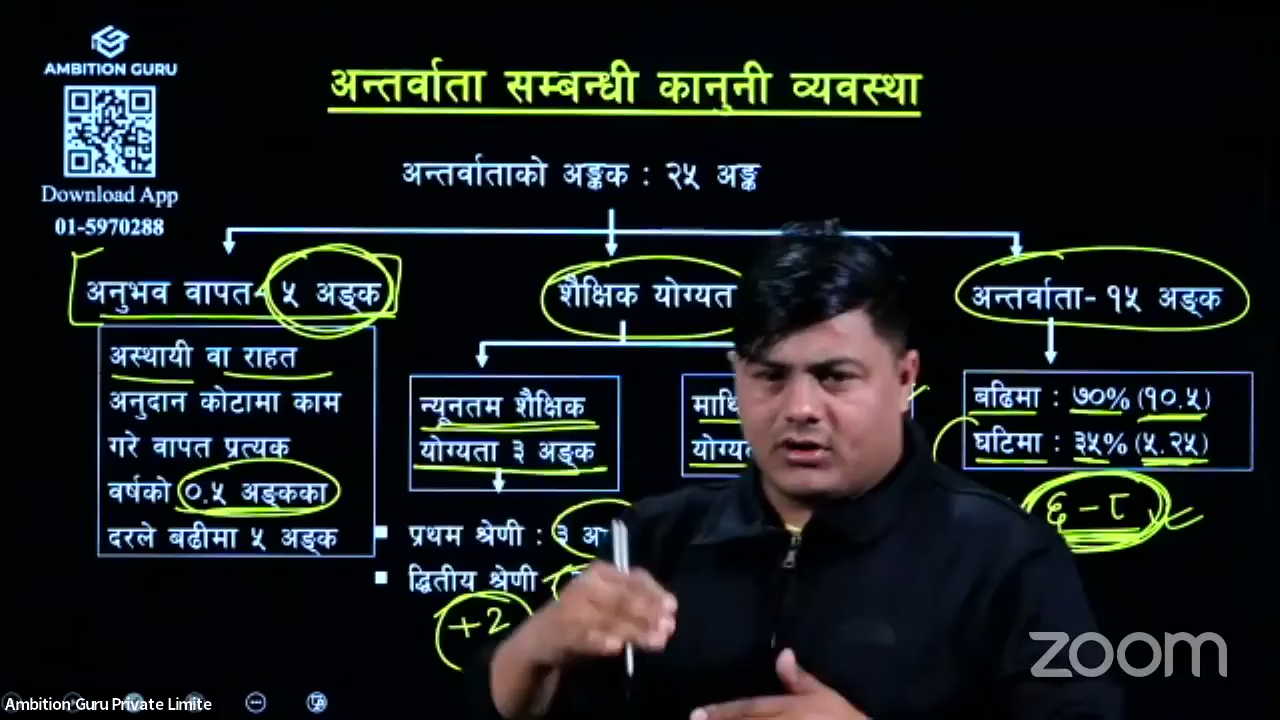 AMBITION GURU
Download App
01-5970288
अन्तर्वाता सम्बन्धी कानुनी व्यवस्था
अन्तर्वाताको अङ्कक : २५ अङ्क
अनुभव वापत- ५ अङ्क
अस्थायी वा राहत
अनुदान कोटामा काम
गरे वापत प्रत्यक
वर्षको ०.५ अङ्कका
दरले बढीमा ५ अङ्क
शैक्षिक योग्यत
न्यूनतम शैक्षिक
योग्यता ३ अङ्क
प्रथम श्रेणी : ३
द्धितीय श्रेणी
+2
अन्तर्वाता- १५ अङ्क
बढिमा : ७०% (१०.५)
घटिमा : ३५% (५.२५)
६-८
zoom
Ambition Guru Private Limite